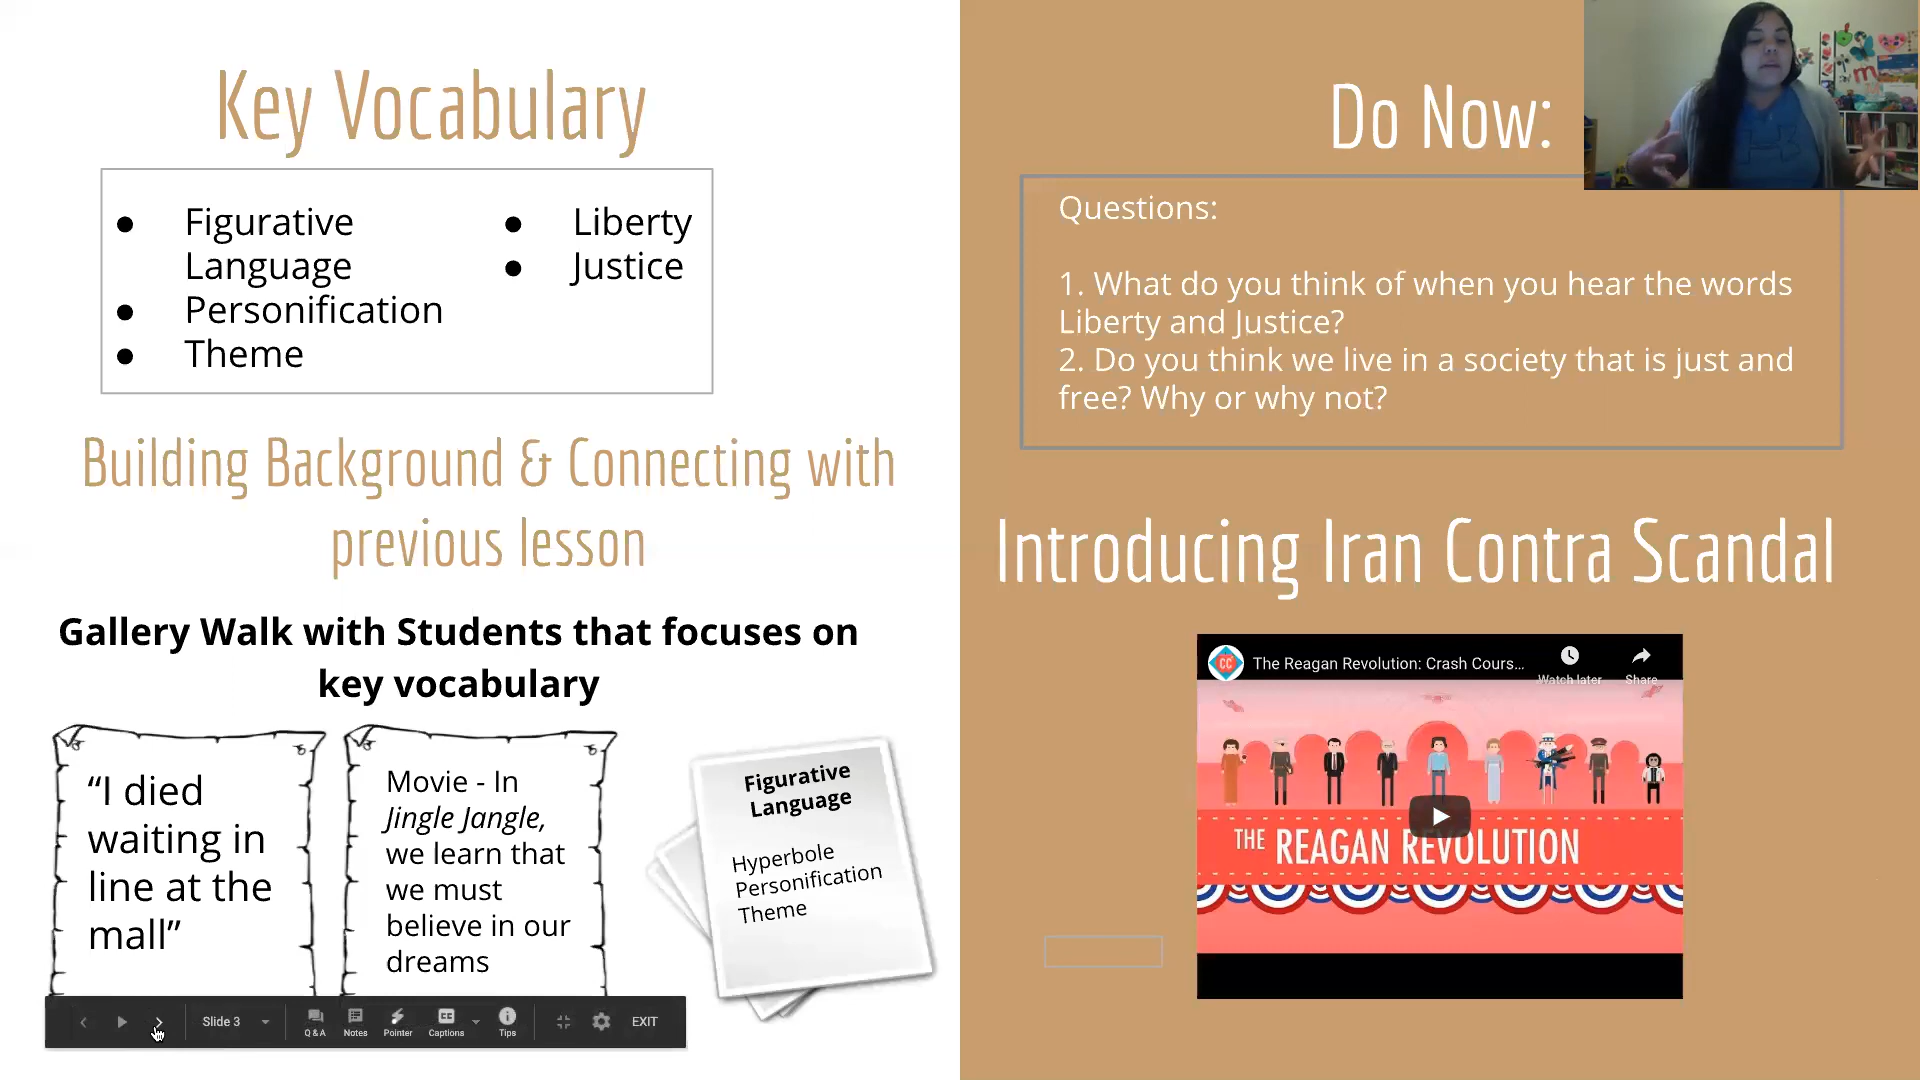 Key Vocabulary
● Figurative
Language
● Personification
● Theme
● Liberty
● Justice
Building Background & Connecting with
previous lesson
Gallery Walk with Students that focuses on
key vocabulary
“I died
waiting in
line at the
mall”
Movie - In
Jingle Jangle,
we learn that
we must
believe in our
dreams
Figurative
Language
Hyperbole
Personification
Theme
Slide 3
Q & A
Notes
Pointer
CC
Captions
Tips
EXIT
Do Now:
Questions:
1. What do you think of when you hear the words
Liberty and Justice?
2. Do you think we live in a society that is just and
free? Why or why not?
Introducing Iran Contra Scandal
CC
The Reagan Revolution: Crash Cours...
Watch later
Share
THE REAGAN REVOLUTION